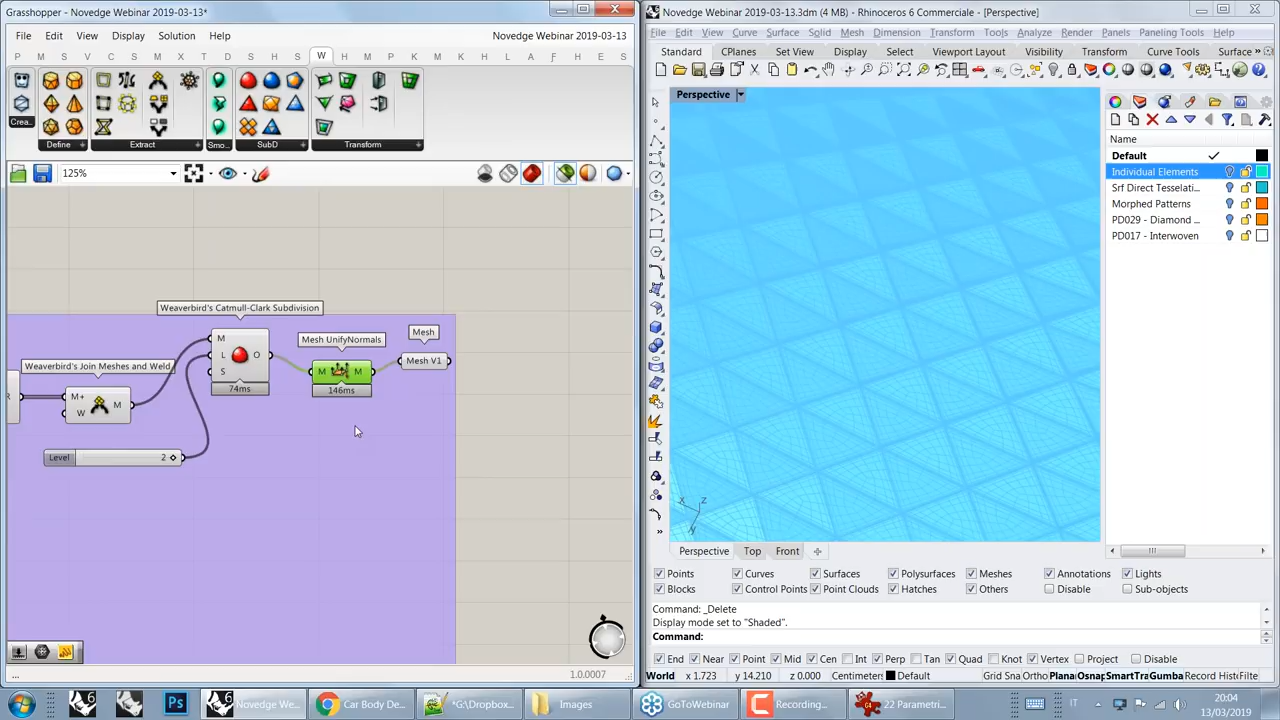 Grasshopper - Novedge Webinar 2019-03-13*
File Edit View Display Solution Help
Novedge Webinar 2019-03-13
P M S V C S M I T D W H L M K P A B L A F E S
Crea...
Define
Extract
Smo...
SubD
Transform
125%
Weaverbird's Catmull-Clark Subdivision
M
L O
S
74ms
Mesh UnifyNormals
M M
146ms
Mesh
Mesh V1
Weaverbird's Join Meshes and Weld
R
M+ M
W
Level 2
...
1.0.0007
Novedge Webinar 2019-03-13.3dm (4 MB) - Rhinoceros 6 Commerciale - [Perspective]
File Edit View Curve Surface Solid Mesh Dimension Transform Tools Analyze Render Panels Paneling Tools Help
Standard CPlanes Set View Display Select Viewport Layout Visibility Transform Curve Tools Surface »
Perspective
X Z
Y
Name
Default
Individual Elements
Srf Direct Tesselati...
Morphed Patterns
PD029 - Diamond ...
PD017 - Interwoven
Perspective Top Front
Points Curves Surfaces Polysurfaces Meshes Annotations Lights
Blocks Control Points Point Clouds Hatches Others Disable Sub-objects
Command: _Delete
Display mode set to "Shaded".
Command:
End Near Point Mid Cen Int Perp Tan Quad Knot Vertex Project Disable
World x 1.723 y 14.210 z 0.000 Centimeters Default Grid Sn Ortho Plana Osnap SmartTra Gumba Record Hist Filte
Novedge We... Car Body De... *G:\Dropbox... Images GoToWebinar Recording... 22 Parametri... IT 20:04
13/03/2019